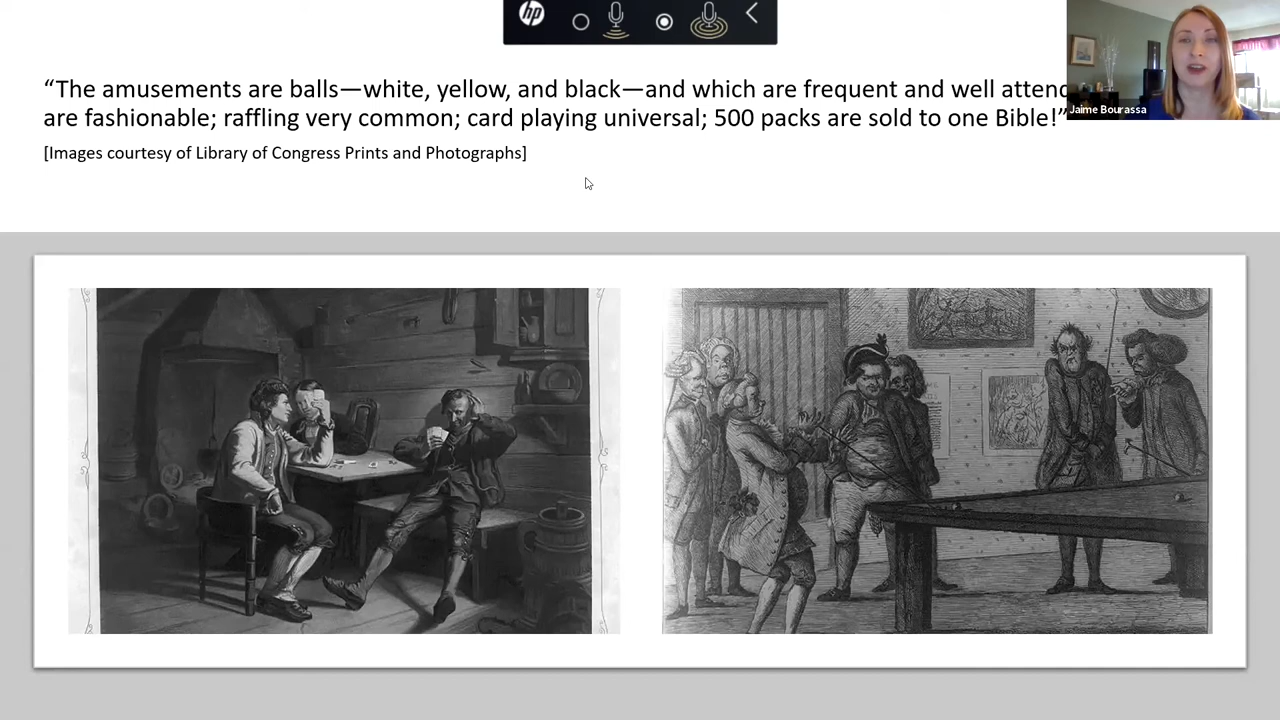 hp
“The amusements are balls—white, yellow, and black—and which are frequent and well attend
are fashionable; raffling very common; card playing universal; 500 packs are sold to one Bible!”
[Images courtesy of Library of Congress Prints and Photographs]
Jaime Bourassa